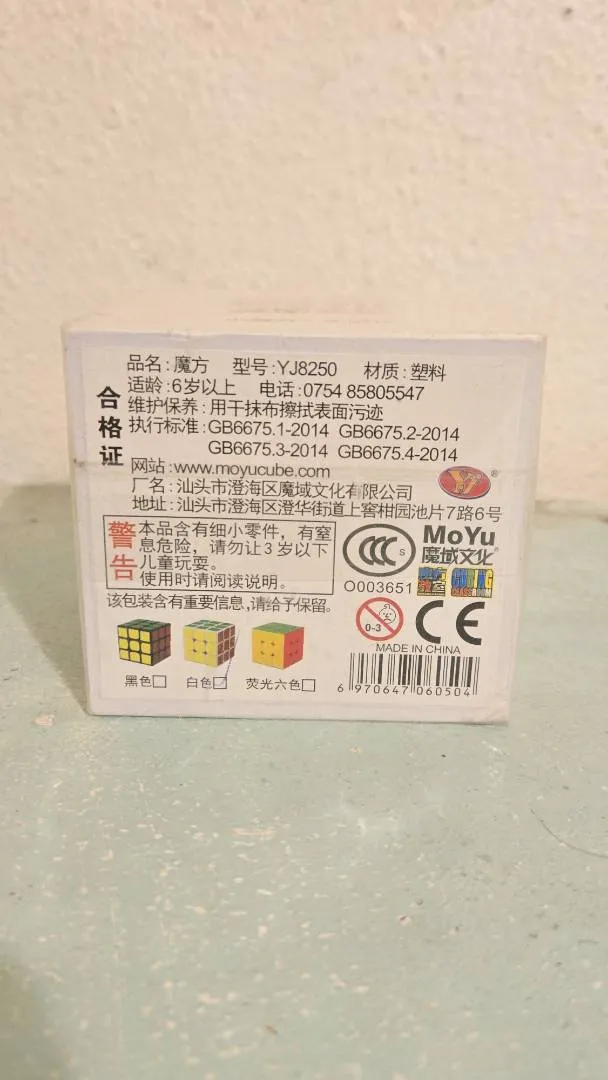 合格证
品名：魔方 型号：YJ8250 材质：塑料
适龄：6岁以上 电话：0754 85805547
维护保养：用干抹布擦拭表面污迹
执行标准：GB6675.1-2014 GB6675.2-2014
GB6675.3-2014 GB6675.4-2014
网站：www.moyucube.com
厂名：汕头市澄海区魔域文化有限公司
地址：汕头市澄海区澄华街道上窖柑园池片7路6号
YJ®
警告
本品含有细小零件，有窒
息危险，请勿让3岁以下
儿童玩耍。
使用时请阅读说明。
该包装含有重要信息，请给予保留。
CCC S
O003651
MoYu
魔域文化®
0-3
CE
MADE IN CHINA
黑色□ 白色☑ 荧光六色□
6 970647 060504